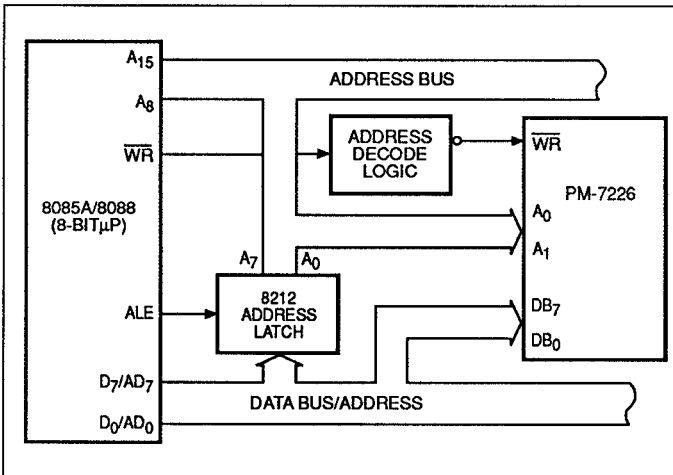 A15
ADDRESS BUS
A8
ADDRESS
DECODE
LOGIC
WR
WR
8085A/8088
(8-BITμP)
PM-7226
A0
A1
A7
A0
8212
ADDRESS
LATCH
ALE
DB7
DB0
D7/AD7
DATA BUS/ADDRESS
D0/AD0